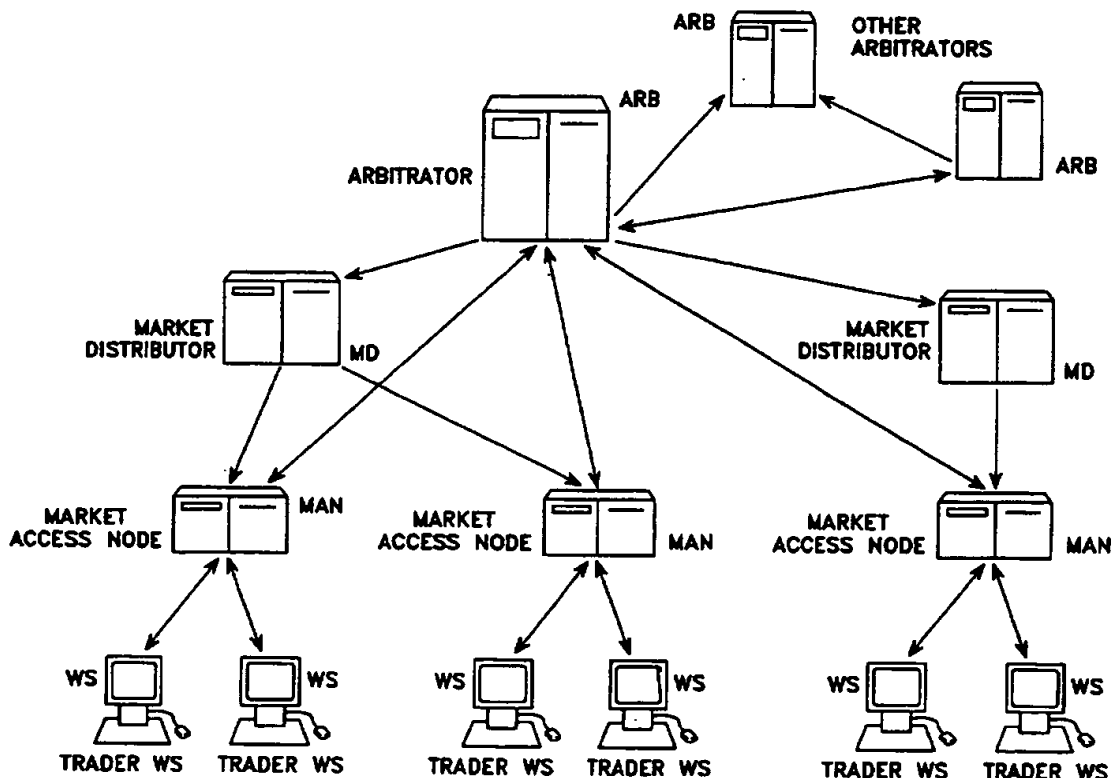 ARB
OTHER
ARBITRATORS
ARB
ARBITRATOR
ARB
MARKET
DISTRIBUTOR
MD
MARKET
DISTRIBUTOR
MD
MARKET
ACCESS NODE
MAN
MARKET
ACCESS NODE
MAN
MARKET
ACCESS NODE
MAN
WS
WS
WS
WS
WS
WS
TRADER WS
TRADER WS
TRADER WS
TRADER WS
TRADER WS
TRADER WS